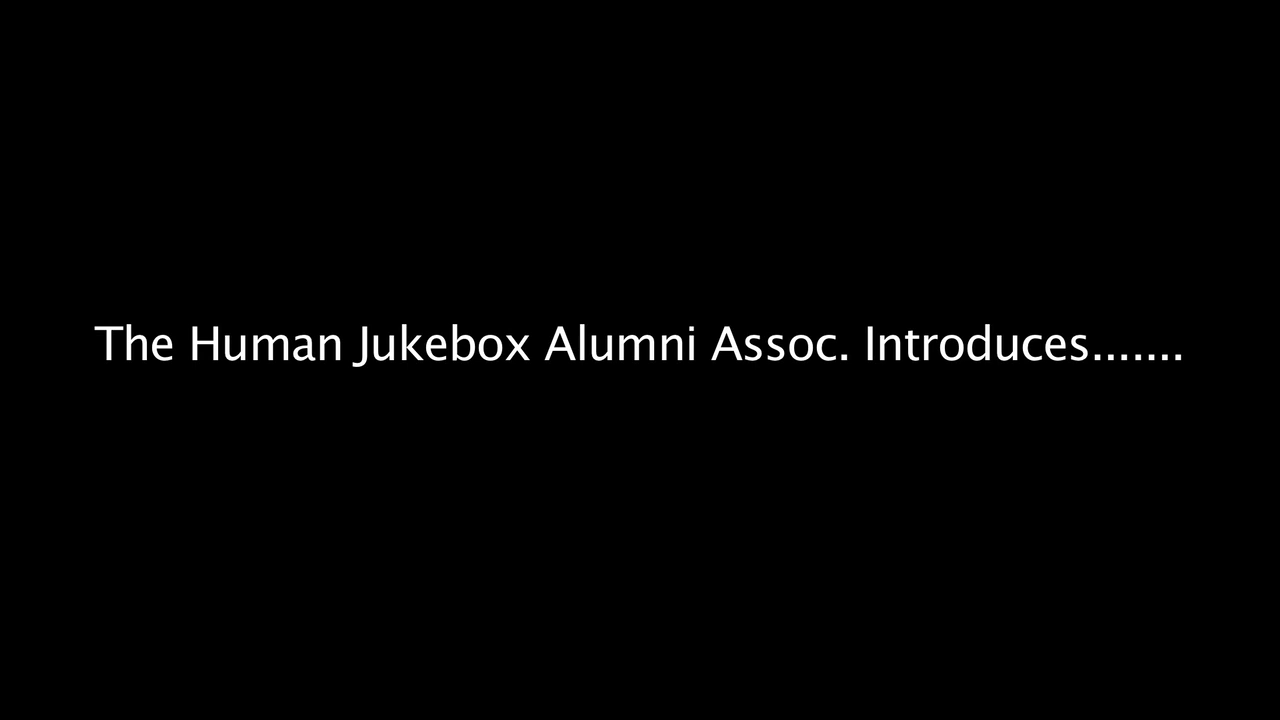 The Human Jukebox Alumni Assoc. Introduces.......